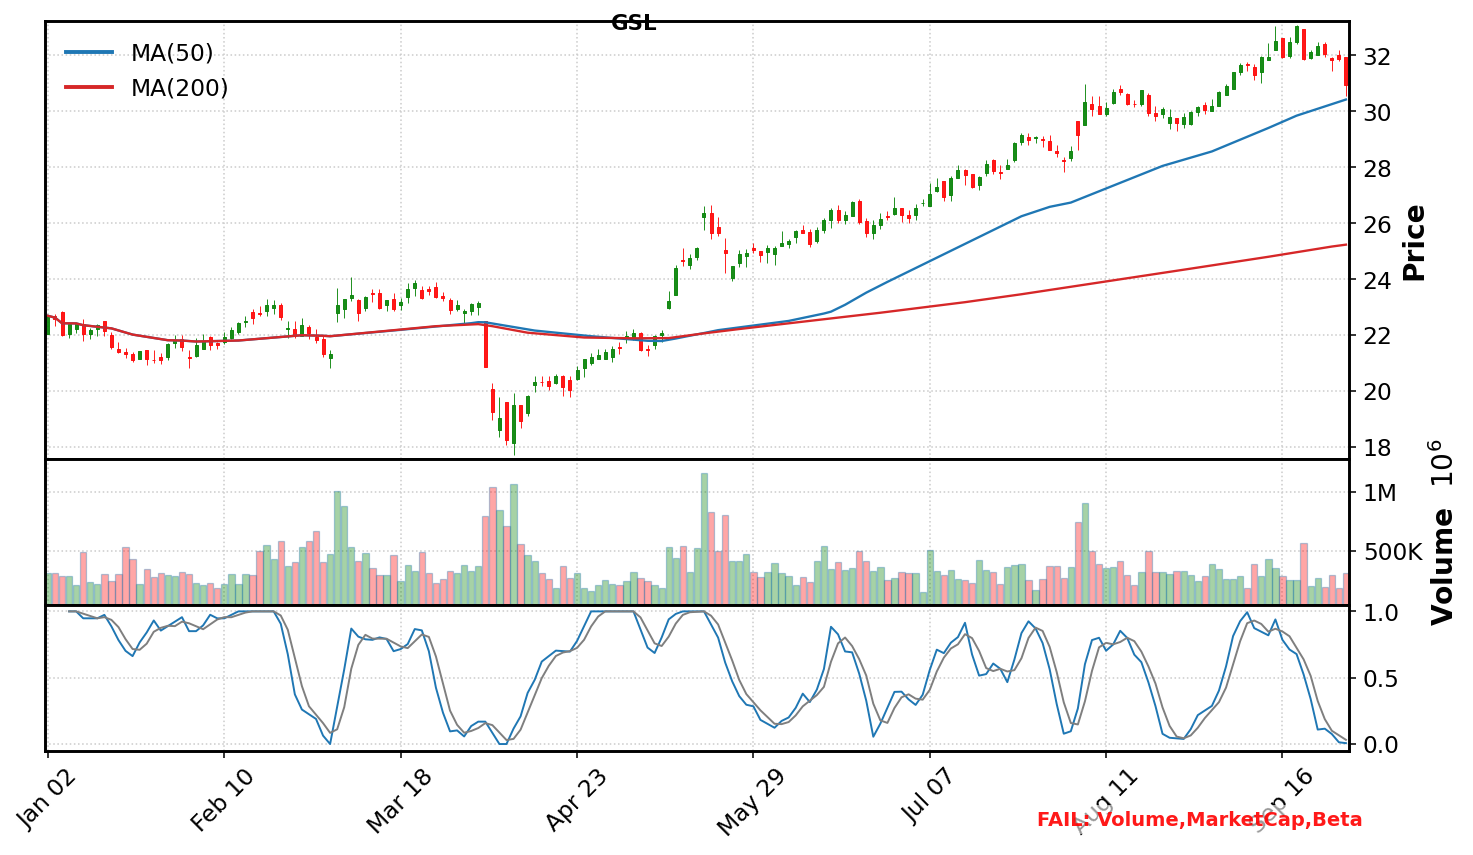 GSL
MA(50)
MA(200)
32
30
28
26
24
22
20
18
Price
1M
500K
Volume 10⁶
1.0
0.5
0.0
Jan 02
Feb 10
Mar 18
Apr 23
May 29
Jul 07
Aug 11
Sep 16
FAIL: Volume,MarketCap,Beta